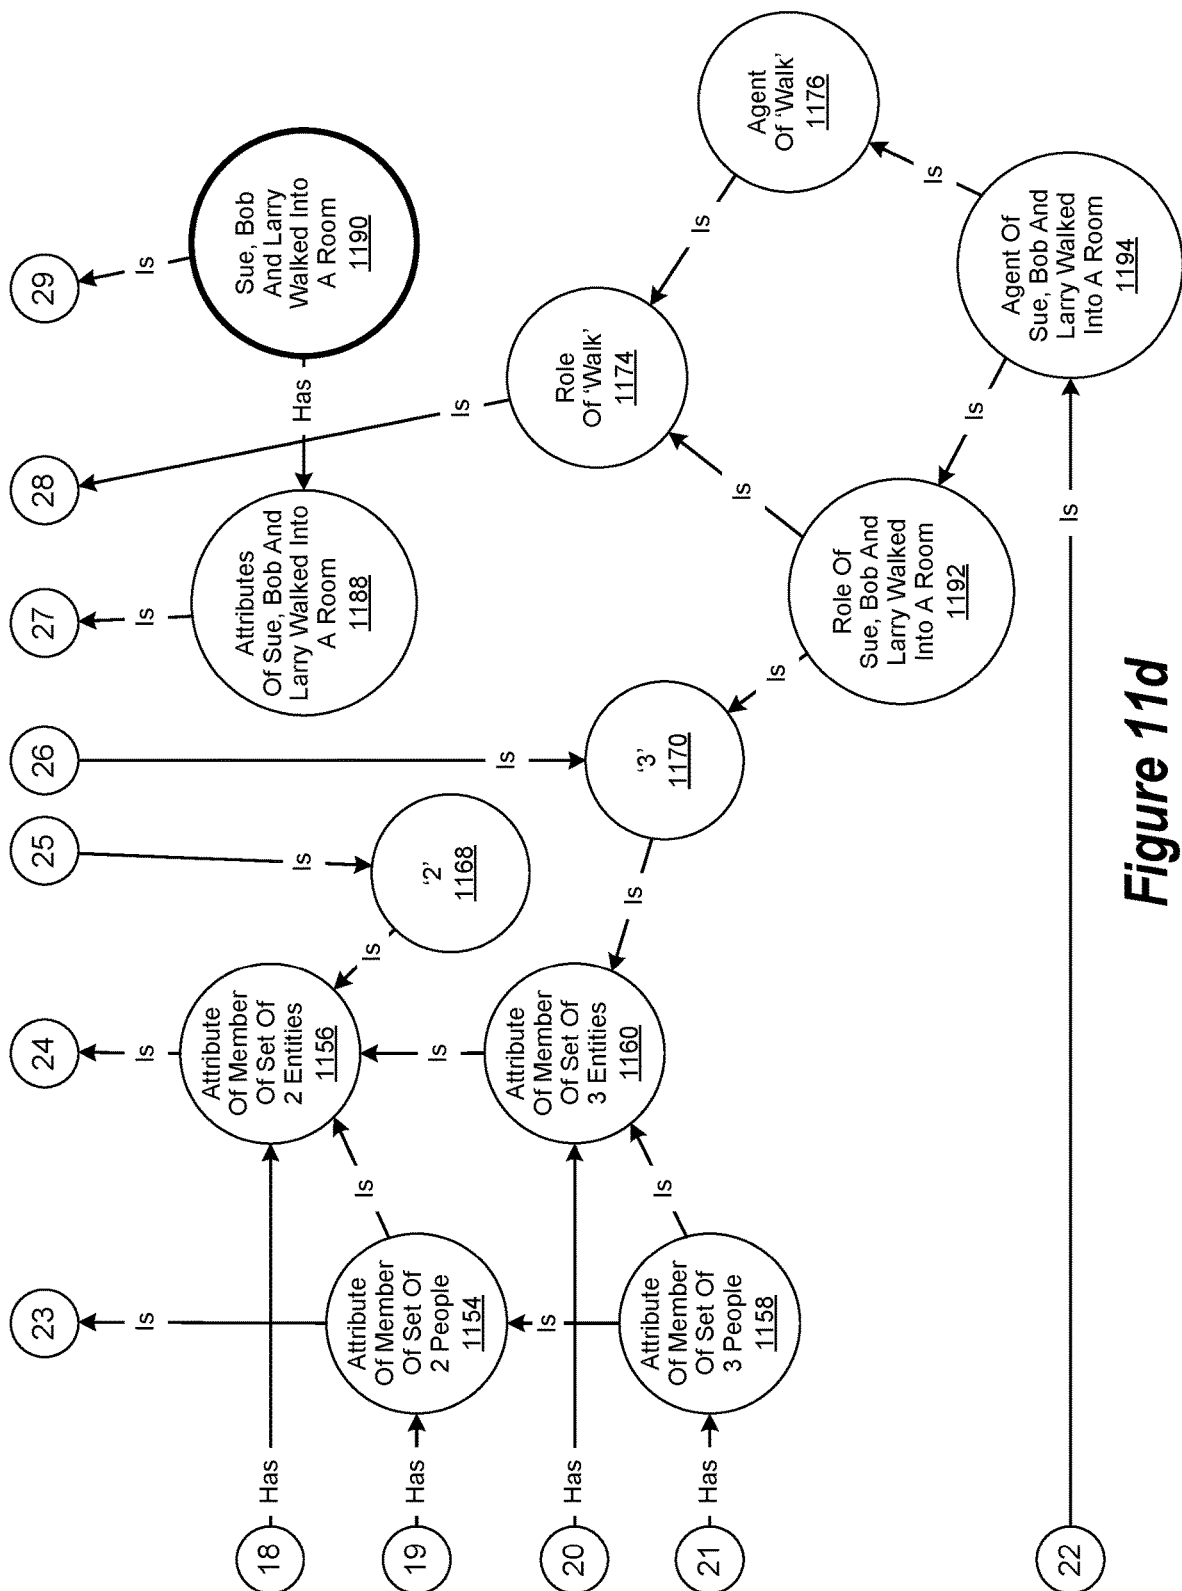 23
24
25
26
27
28
29
Is
Is
Is
Is
Is
Is
Is
18
Has
Attribute
Of Member
Of Set Of
2 Entities
1156
Is
'2'
1168
Attributes
Of Sue, Bob And
Larry Walked Into
A Room
1188
Has
Sue, Bob
And Larry
Walked Into
A Room
1190
19
Has
Attribute
Of Member
Of Set Of
2 People
1154
Is
Is
Is
20
Has
Attribute
Of Member
Of Set Of
3 Entities
1160
Is
'3'
1170
Role
Of 'Walk'
1174
Is
Agent
Of 'Walk'
1176
21
Has
Attribute
Of Member
Of Set Of
3 People
1158
Is
Is
Role Of
Sue, Bob And
Larry Walked
Into A Room
1192
Is
Is
Is
22
Is
Agent Of
Sue, Bob And
Larry Walked
Into A Room
1194
Figure 11d